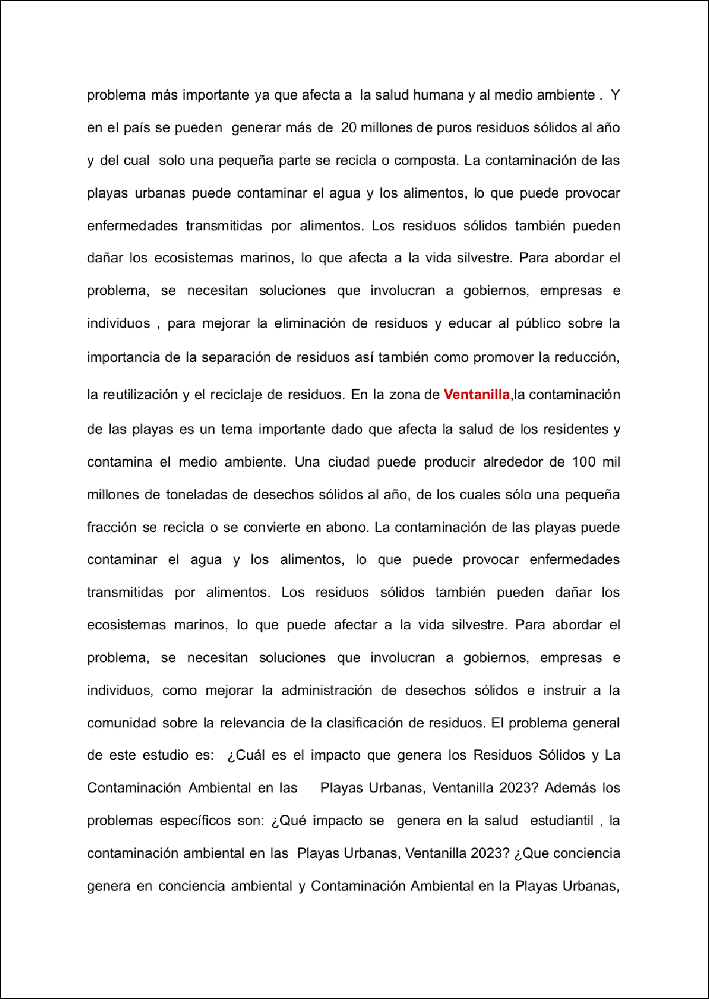 problema más importante ya que afecta a  la salud humana y al medio ambiente .  Y
en el país se pueden  generar más de  20 millones de puros residuos sólidos al año
y del cual  solo una pequeña parte se recicla o composta. La contaminación de las
playas urbanas puede contaminar el agua y los alimentos, lo que puede provocar
enfermedades transmitidas por alimentos. Los residuos sólidos también pueden
dañar los ecosistemas marinos, lo que afecta a la vida silvestre. Para abordar el
problema, se necesitan soluciones que involucran a gobiernos, empresas e
individuos , para mejorar la eliminación de residuos y educar al público sobre la
importancia de la separación de residuos así también como promover la reducción,
la reutilización y el reciclaje de residuos. En la zona de Ventanilla,la contaminación
de las playas es un tema importante dado que afecta la salud de los residentes y
contamina el medio ambiente. Una ciudad puede producir alrededor de 100 mil
millones de toneladas de desechos sólidos al año, de los cuales sólo una pequeña
fracción se recicla o se convierte en abono. La contaminación de las playas puede
contaminar el agua y los alimentos, lo que puede provocar enfermedades
transmitidas por alimentos. Los residuos sólidos también pueden dañar los
ecosistemas marinos, lo que puede afectar a la vida silvestre. Para abordar el
problema, se necesitan soluciones que involucran a gobiernos, empresas e
individuos, como mejorar la administración de desechos sólidos e instruir a la
comunidad sobre la relevancia de la clasificación de residuos. El problema general
de este estudio es:  ¿Cuál es el impacto que genera los Residuos Sólidos y La
Contaminación Ambiental en las   Playas Urbanas, Ventanilla 2023? Además los
problemas específicos son: ¿Qué impacto se  genera en la salud  estudiantil , la
contaminación ambiental en las  Playas Urbanas, Ventanilla 2023? ¿Que conciencia
genera en conciencia ambiental y Contaminación Ambiental en la Playas Urbanas,